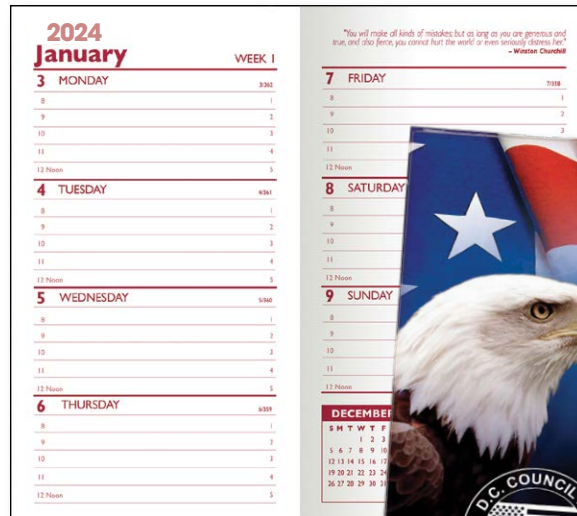 2024
January
WEEK 1
3 MONDAY 3/362
8 1
9 2
10 3
11 4
12 Noon 5
4 TUESDAY 4/361
8 1
9 2
10 3
11 4
12 Noon 5
5 WEDNESDAY 5/360
8 1
9 2
10 3
11 4
12 Noon 5
6 THURSDAY 6/359
8 1
9 2
10 3
11 4
12 Noon 5
"You will make all kinds of mistakes; but as long as you are generous and
true, and also fierce, you cannot hurt the world or even seriously distress her."
– Winston Churchill
7 FRIDAY 7/358
8 1
9 2
10 3
11
12 Noon
8 SATURDAY
8
9
10
11
12 Noon
9 SUNDAY
8
9
10
11
12 Noon
DECEMBER
S M T W T F
1 2 3
5 6 7 8 9 10
12 13 14 15 16 17
19 20 21 22 23 24
26 27 28 29 30 31
D.C. COUNCIL